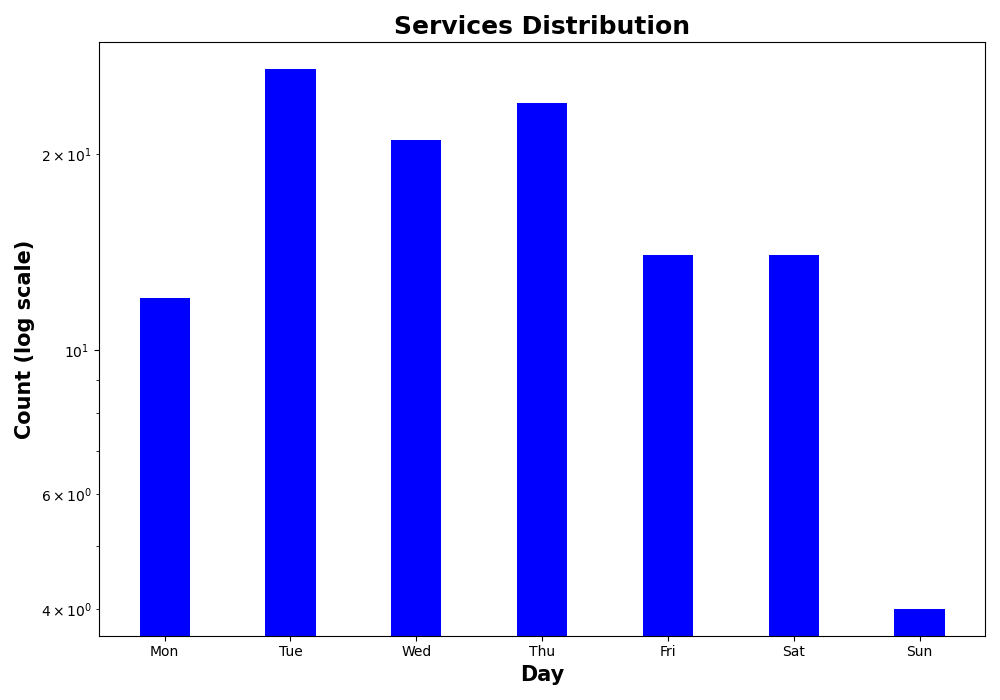 Services Distribution
Count (log scale)
2 × 10¹
10¹
6 × 10⁰
4 × 10⁰
Mon Tue Wed Thu Fri Sat Sun
Day